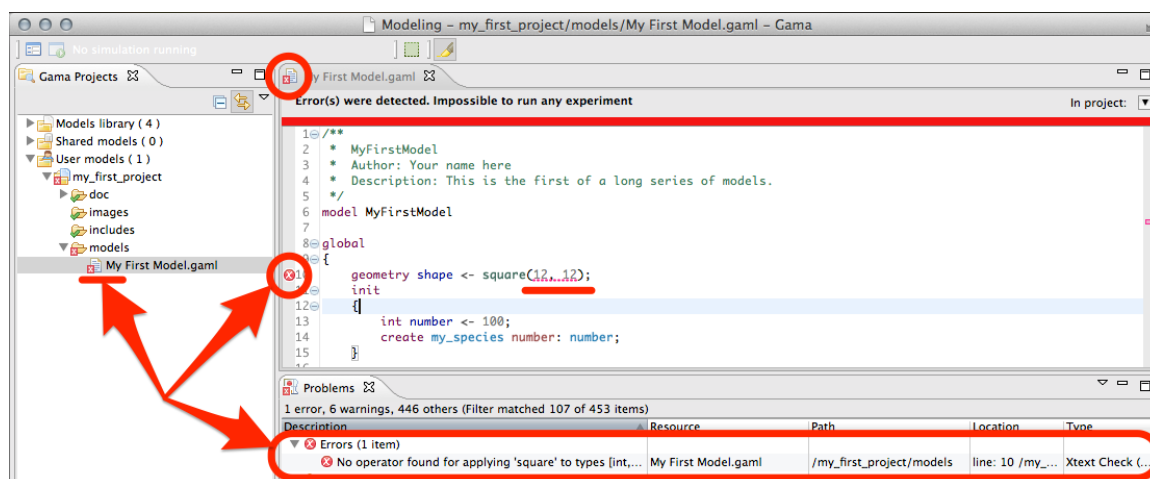 Modeling – my_first_project/models/My First Model.gaml – Gama
No simulation running
Gama Projects
My First Model.gaml
Error(s) were detected. Impossible to run any experiment
In project:
Models library ( 4 )
Shared models ( 0 )
User models ( 1 )
my_first_project
doc
images
includes
models
My First Model.gaml
1 /**
2 * MyFirstModel
3 * Author: Your name here
4 * Description: This is the first of a long series of models.
5 */
6 model MyFirstModel
7
8 global
9 {
10 geometry shape <- square(12, 12);
11 init
12 {
13 int number <- 100;
14 create my_species number: number;
15 }
16
Problems
1 error, 6 warnings, 446 others (Filter matched 107 of 453 items)
Description Resource Path Location Type
Errors (1 item)
No operator found for applying 'square' to types [int,... My First Model.gaml /my_first_project/models line: 10 /my_... Xtext Check (...